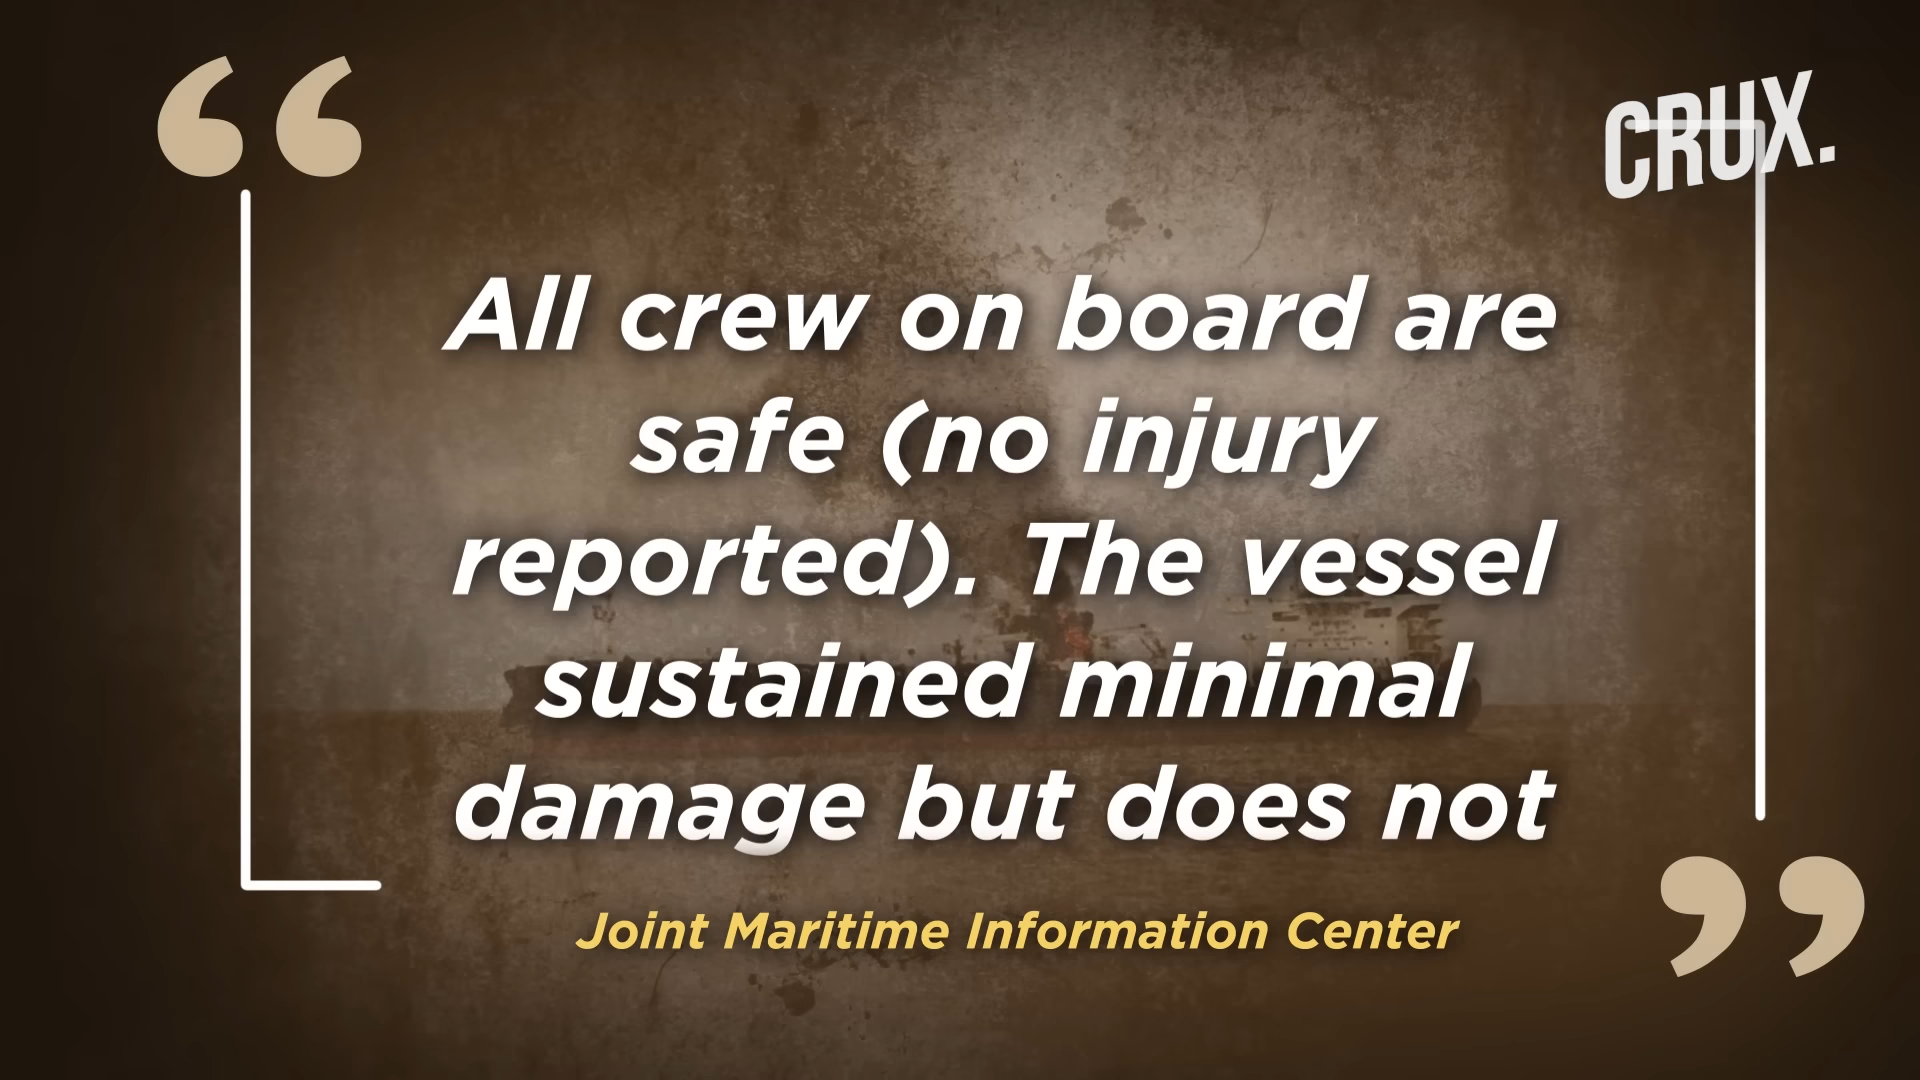 CRUX.
All crew on board are
safe (no injury
reported). The vessel
sustained minimal
damage but does not
Joint Maritime Information Center